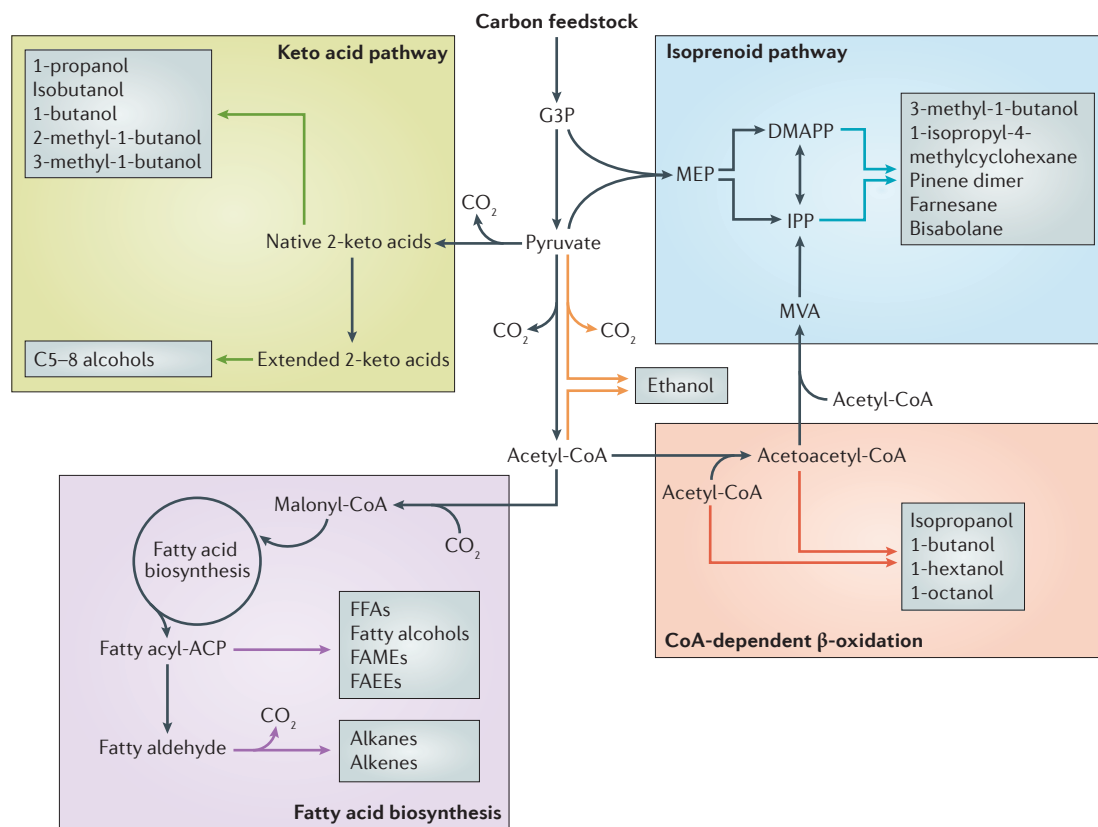 Carbon feedstock
Keto acid pathway
1-propanol
Isobutanol
1-butanol
2-methyl-1-butanol
3-methyl-1-butanol
CO2
Native 2-keto acids
C5–8 alcohols
Extended 2-keto acids
G3P
Pyruvate
CO2
CO2
Ethanol
Acetyl-CoA
Isoprenoid pathway
MEP
DMAPP
IPP
MVA
3-methyl-1-butanol
1-isopropyl-4-
methylcyclohexane
Pinene dimer
Farnesane
Bisabolane
Acetyl-CoA
Acetoacetyl-CoA
Acetyl-CoA
Isopropanol
1-butanol
1-hextanol
1-octanol
CoA-dependent β-oxidation
Malonyl-CoA
CO2
Fatty acid
biosynthesis
Fatty acyl-ACP
FFAs
Fatty alcohols
FAMEs
FAEEs
CO2
Fatty aldehyde
Alkanes
Alkenes
Fatty acid biosynthesis